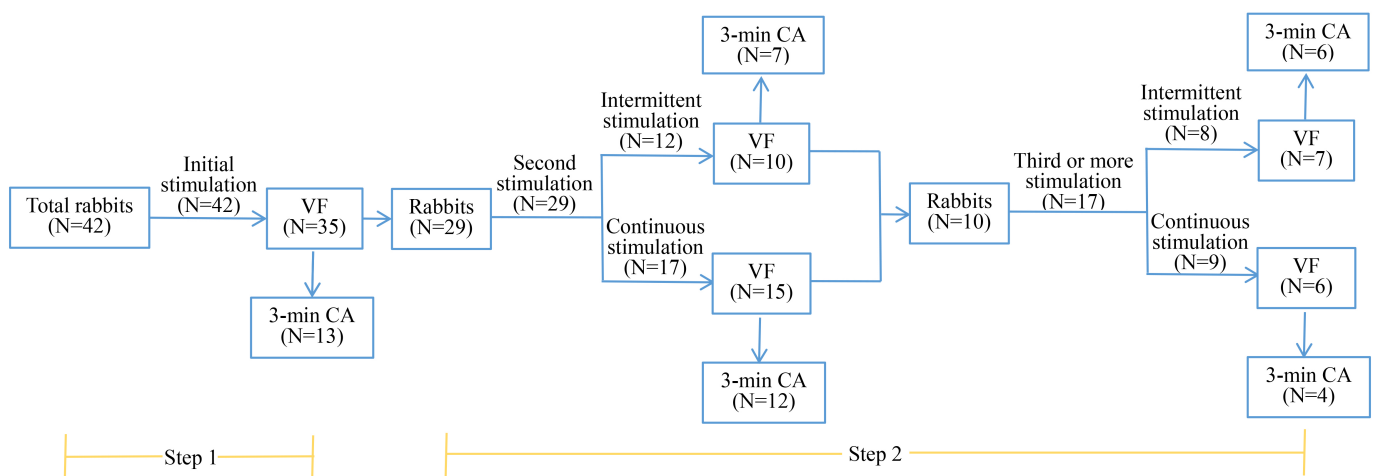 Total rabbits
(N=42)
Initial
stimulation
(N=42)
VF
(N=35)
3-min CA
(N=13)
Rabbits
(N=29)
Second
stimulation
(N=29)
Intermittent
stimulation
(N=12)
VF
(N=10)
3-min CA
(N=7)
Continuous
stimulation
(N=17)
VF
(N=15)
3-min CA
(N=12)
Rabbits
(N=10)
Third or more
stimulation
(N=17)
Intermittent
stimulation
(N=8)
VF
(N=7)
3-min CA
(N=6)
Continuous
stimulation
(N=9)
VF
(N=6)
3-min CA
(N=4)
Step 1
Step 2